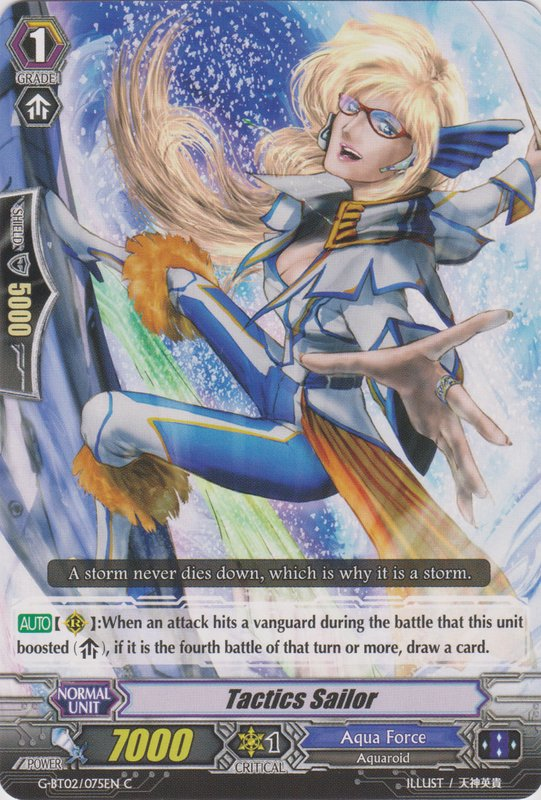 1
GRADE
SHIELD
5000
A storm never dies down, which is why it is a storm.
AUTO【 R 】:When an attack hits a vanguard during the battle that this unit
boosted ( ), if it is the fourth battle of that turn or more, draw a card.
NORMAL
UNIT
Tactics Sailor
POWER
7000
1
CRITICAL
Aqua Force
Aquaroid
G-BT02/075EN C
ILLUST / 天神英貴